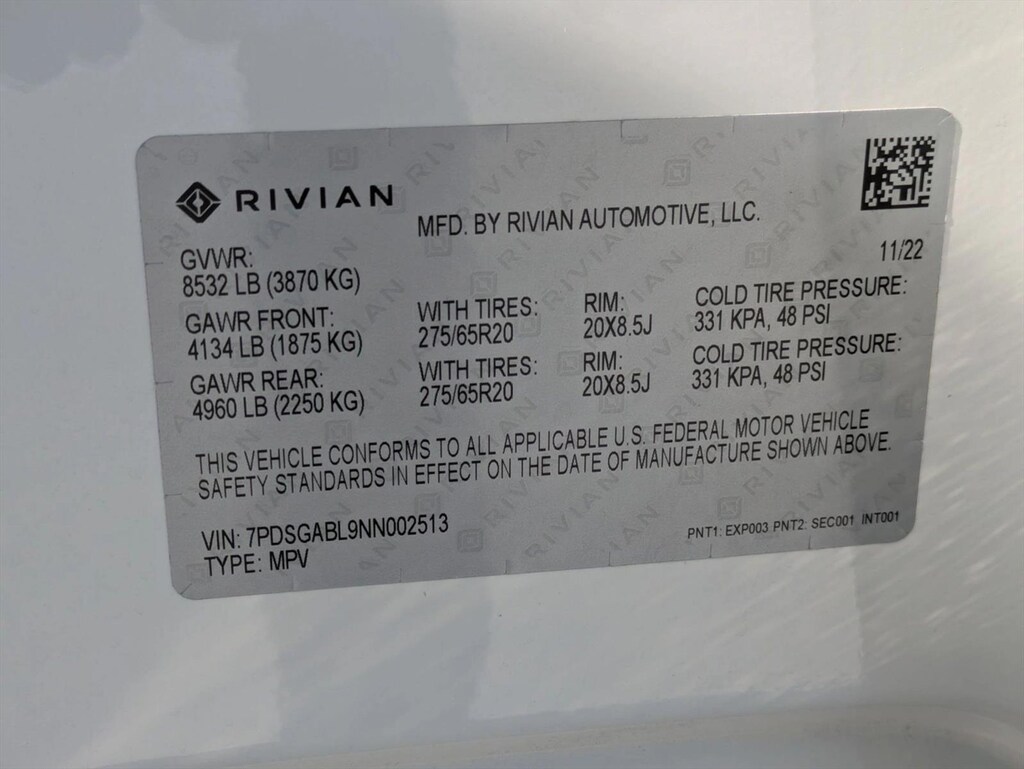 RIVIAN
MFD. BY RIVIAN AUTOMOTIVE, LLC.
11/22
GVWR:
8532 LB (3870 KG)
GAWR FRONT: WITH TIRES: RIM: COLD TIRE PRESSURE:
4134 LB (1875 KG) 275/65R20 20X8.5J 331 KPA, 48 PSI
GAWR REAR: WITH TIRES: RIM: COLD TIRE PRESSURE:
4960 LB (2250 KG) 275/65R20 20X8.5J 331 KPA, 48 PSI
THIS VEHICLE CONFORMS TO ALL APPLICABLE U.S. FEDERAL MOTOR VEHICLE
SAFETY STANDARDS IN EFFECT ON THE DATE OF MANUFACTURE SHOWN ABOVE.
VIN: 7PDSGABL9NN002513 PNT1: EXP003 PNT2: SEC001 INT001
TYPE: MPV